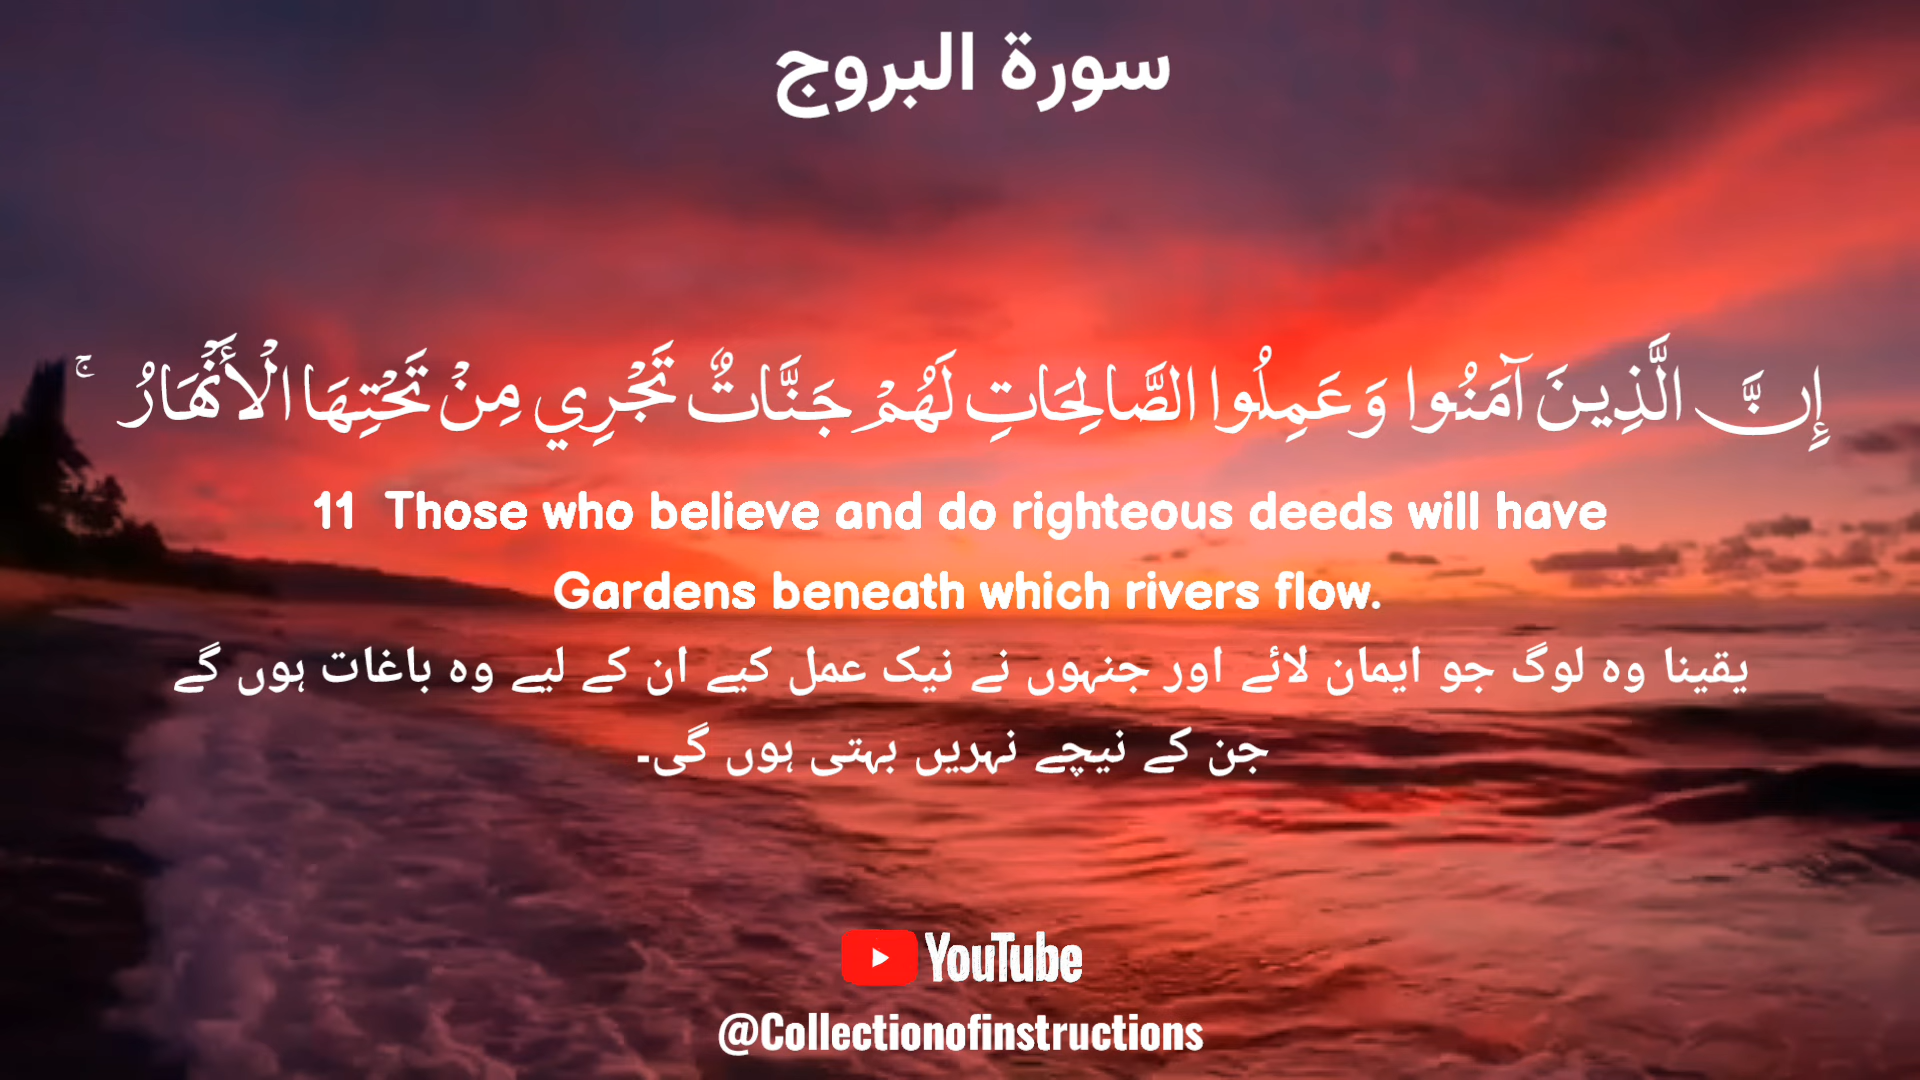 سورة البروج
إِنَّ الَّذِينَ آمَنُوا وَعَمِلُوا الصَّالِحَاتِ لَهُمْ جَنَّاتٌ تَجْرِي مِنْ تَحْتِهَا الْأَنْهَارُ ۚ
11 Those who believe and do righteous deeds will have
Gardens beneath which rivers flow.
یقینا وہ لوگ جو ایمان لائے اور جنہوں نے نیک عمل کیے ان کے لیے وہ باغات ہوں گے
جن کے نیچے نہریں بہتی ہوں گی۔
YouTube
@Collectionofinstructions